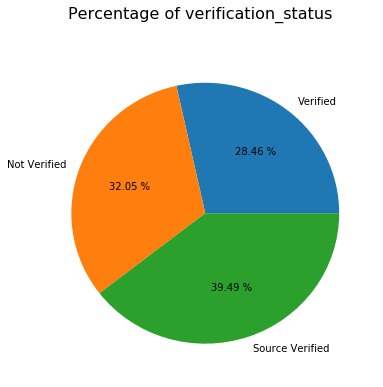 Percentage of verification_status
Verified
28.46 %
Not Verified
32.05 %
39.49 %
Source Verified